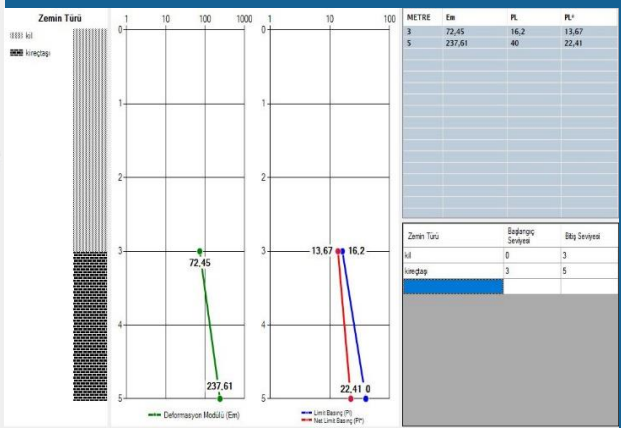 Zemin Türü
kil
kireçtaşı
1 10 100 1000
0
1
2
3
4
5
72,45
237,61
Deformasyon Modülü (Em)
1 10 100
0
1
2
3
4
5
13,67 16,2
22,41 0
Limit Basınç (Pl)
Net Limit Basınç (Pl*)
METRE Em PL PL*
3 72,45 16,2 13,67
5 237,61 40 22,41
Zemin Türü Başlangıç Seviyesi Bitiş Seviyesi
kil 0 3
kireçtaşı 3 5